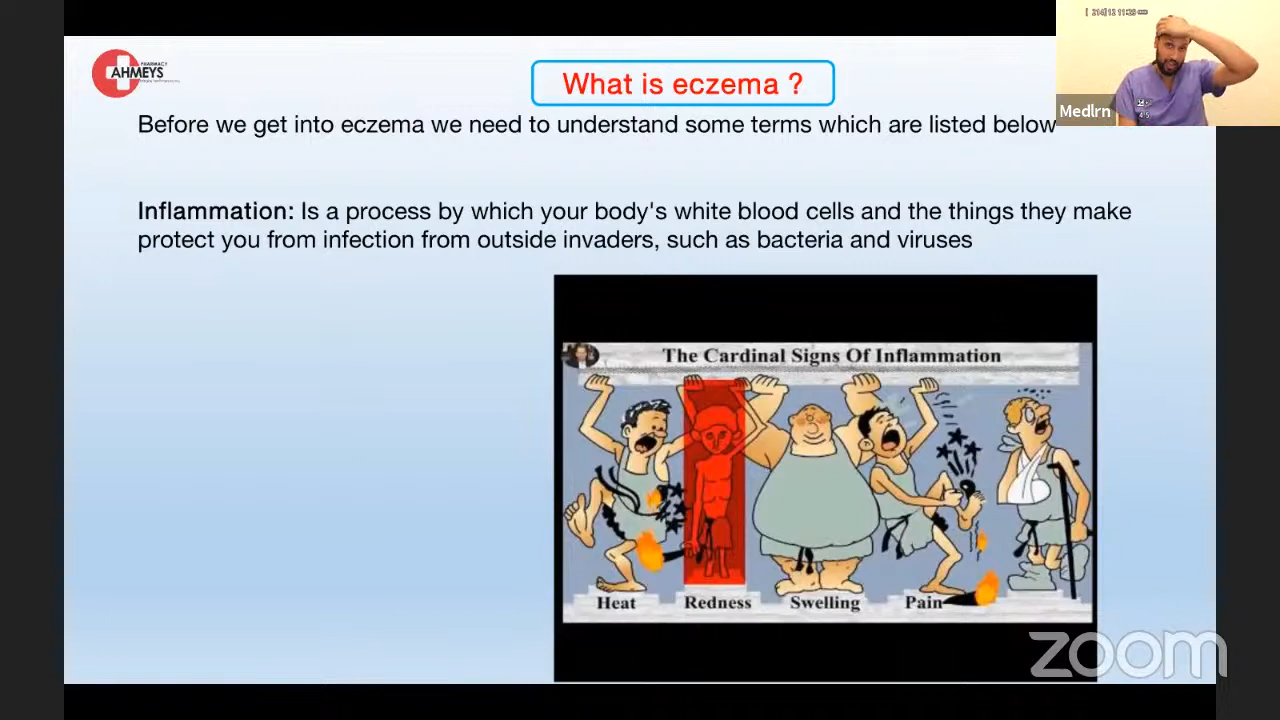 PHARMACY
AHMEYS
What is eczema ?
Medlrn
Before we get into eczema we need to understand some terms which are listed below
Inflammation: Is a process by which your body's white blood cells and the things they make
protect you from infection from outside invaders, such as bacteria and viruses
The Cardinal Signs Of Inflammation
Heat Redness Swelling Pain
zoom